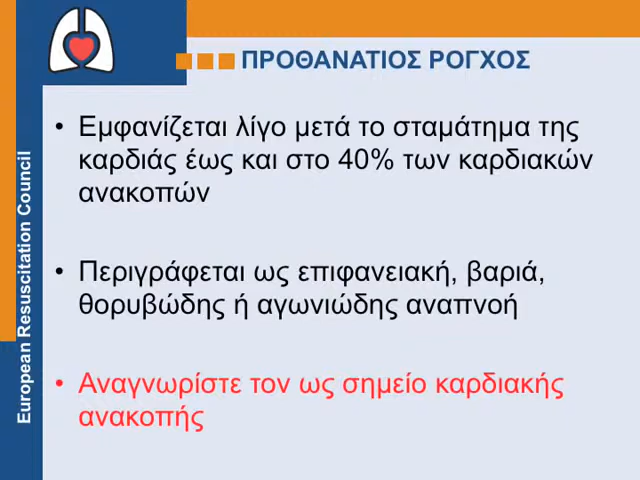 ΠΡΟΘΑΝΑΤΙΟΣ ΡΟΓΧΟΣ
• Εμφανίζεται λίγο μετά το σταμάτημα της
καρδιάς έως και στο 40% των καρδιακών
ανακοπών
• Περιγράφεται ως επιφανειακή, βαριά,
θορυβώδης ή αγωνιώδης αναπνοή
• Αναγνωρίστε τον ως σημείο καρδιακής
ανακοπής
European Resuscitation Council